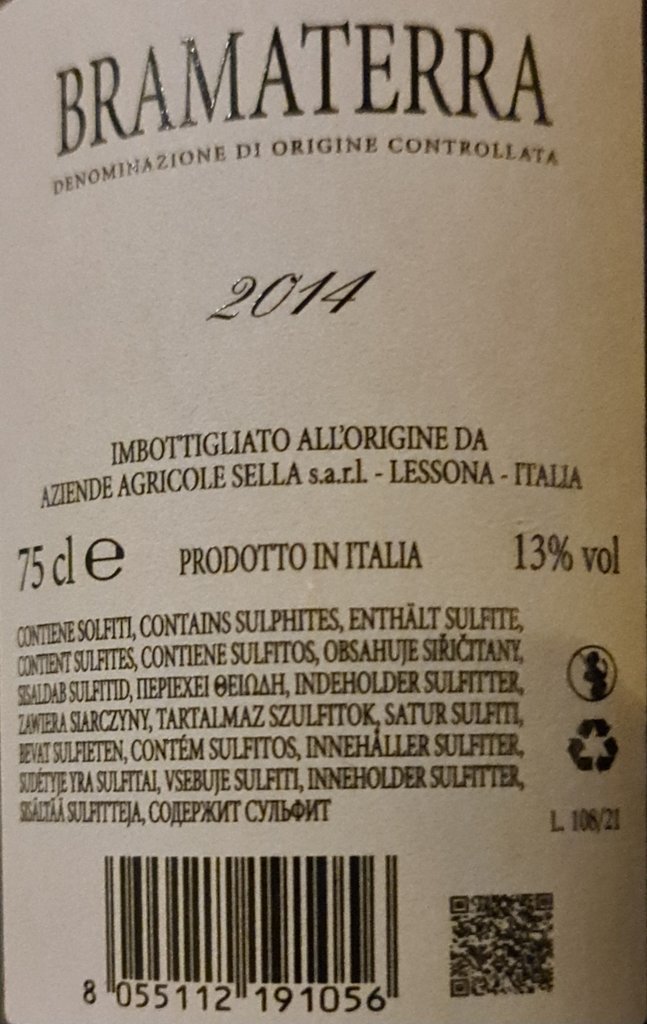 BRAMATERRA
DENOMINAZIONE DI ORIGINE CONTROLLATA
2014
IMBOTTIGLIATO ALL'ORIGINE DA
AZIENDE AGRICOLE SELLA s.a.r.l. - LESSONA - ITALIA
75 cl e PRODOTTO IN ITALIA 13% vol
CONTIENE SOLFITI, CONTAINS SULPHITES, ENTHÄLT SULFITE,
CONTIENT SULFITES, CONTIENE SULFITOS, OBSAHUJE SIŘIČITANY,
SISALDAB SULFITID, ΠΕΡΙΕΧΕΙ ΘΕΙΩΔΗ, INDEHOLDER SULFITTER,
ZAWIERA SIARCZYNY, TARTALMAZ SZULFITOK, SATUR SULFITI,
BEVAT SULFIETEN, CONTÉM SULFITOS, INNEHÅLLER SULFITER,
SUDĖTYJE YRA SULFITAI, VSEBUJE SULFITI, INNEHOLDER SULFITTER,
SISÄLTÄÄ SULFITTEJA, СОДЕРЖИТ СУЛЬФИТ
L. 108/21
8 055112 191056